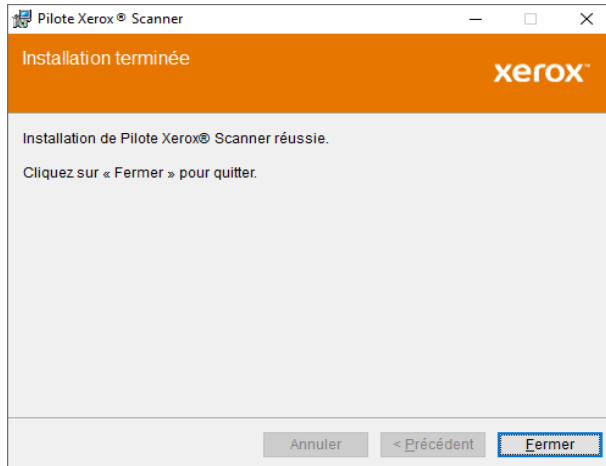 Pilote Xerox® Scanner
Installation terminée
xerox™
Installation de Pilote Xerox® Scanner réussie.
Cliquez sur « Fermer » pour quitter.
Annuler
< Précédent
Fermer